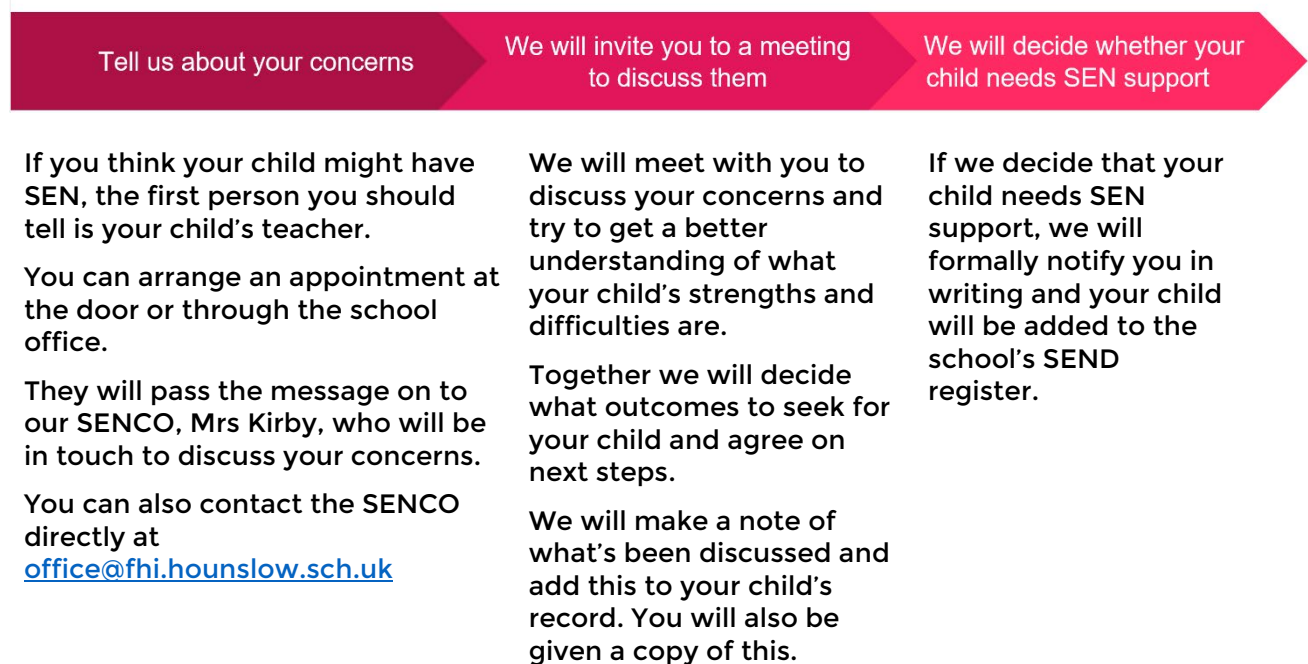 Tell us about your concerns
We will invite you to a meeting
to discuss them
We will decide whether your
child needs SEN support
If you think your child might have
SEN, the first person you should
tell is your child’s teacher.
You can arrange an appointment at
the door or through the school
office.
They will pass the message on to
our SENCO, Mrs Kirby, who will be
in touch to discuss your concerns.
You can also contact the SENCO
directly at
office@fhi.hounslow.sch.uk
We will meet with you to
discuss your concerns and
try to get a better
understanding of what
your child’s strengths and
difficulties are.
Together we will decide
what outcomes to seek for
your child and agree on
next steps.
We will make a note of
what’s been discussed and
add this to your child’s
record. You will also be
given a copy of this.
If we decide that your
child needs SEN
support, we will
formally notify you in
writing and your child
will be added to the
school’s SEND
register.